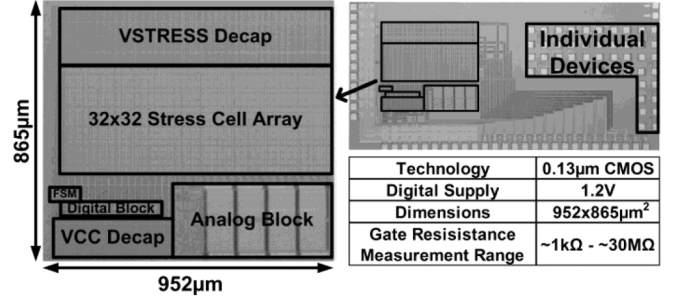 VSTRESS Decap
32x32 Stress Cell Array
FSM
Digital Block
VCC Decap
Analog Block
865μm
952μm
Individual
Devices
Technology 0.13μm CMOS
Digital Supply 1.2V
Dimensions 952x865μm²
Gate Resisistance
Measurement Range ~1kΩ - ~30MΩ